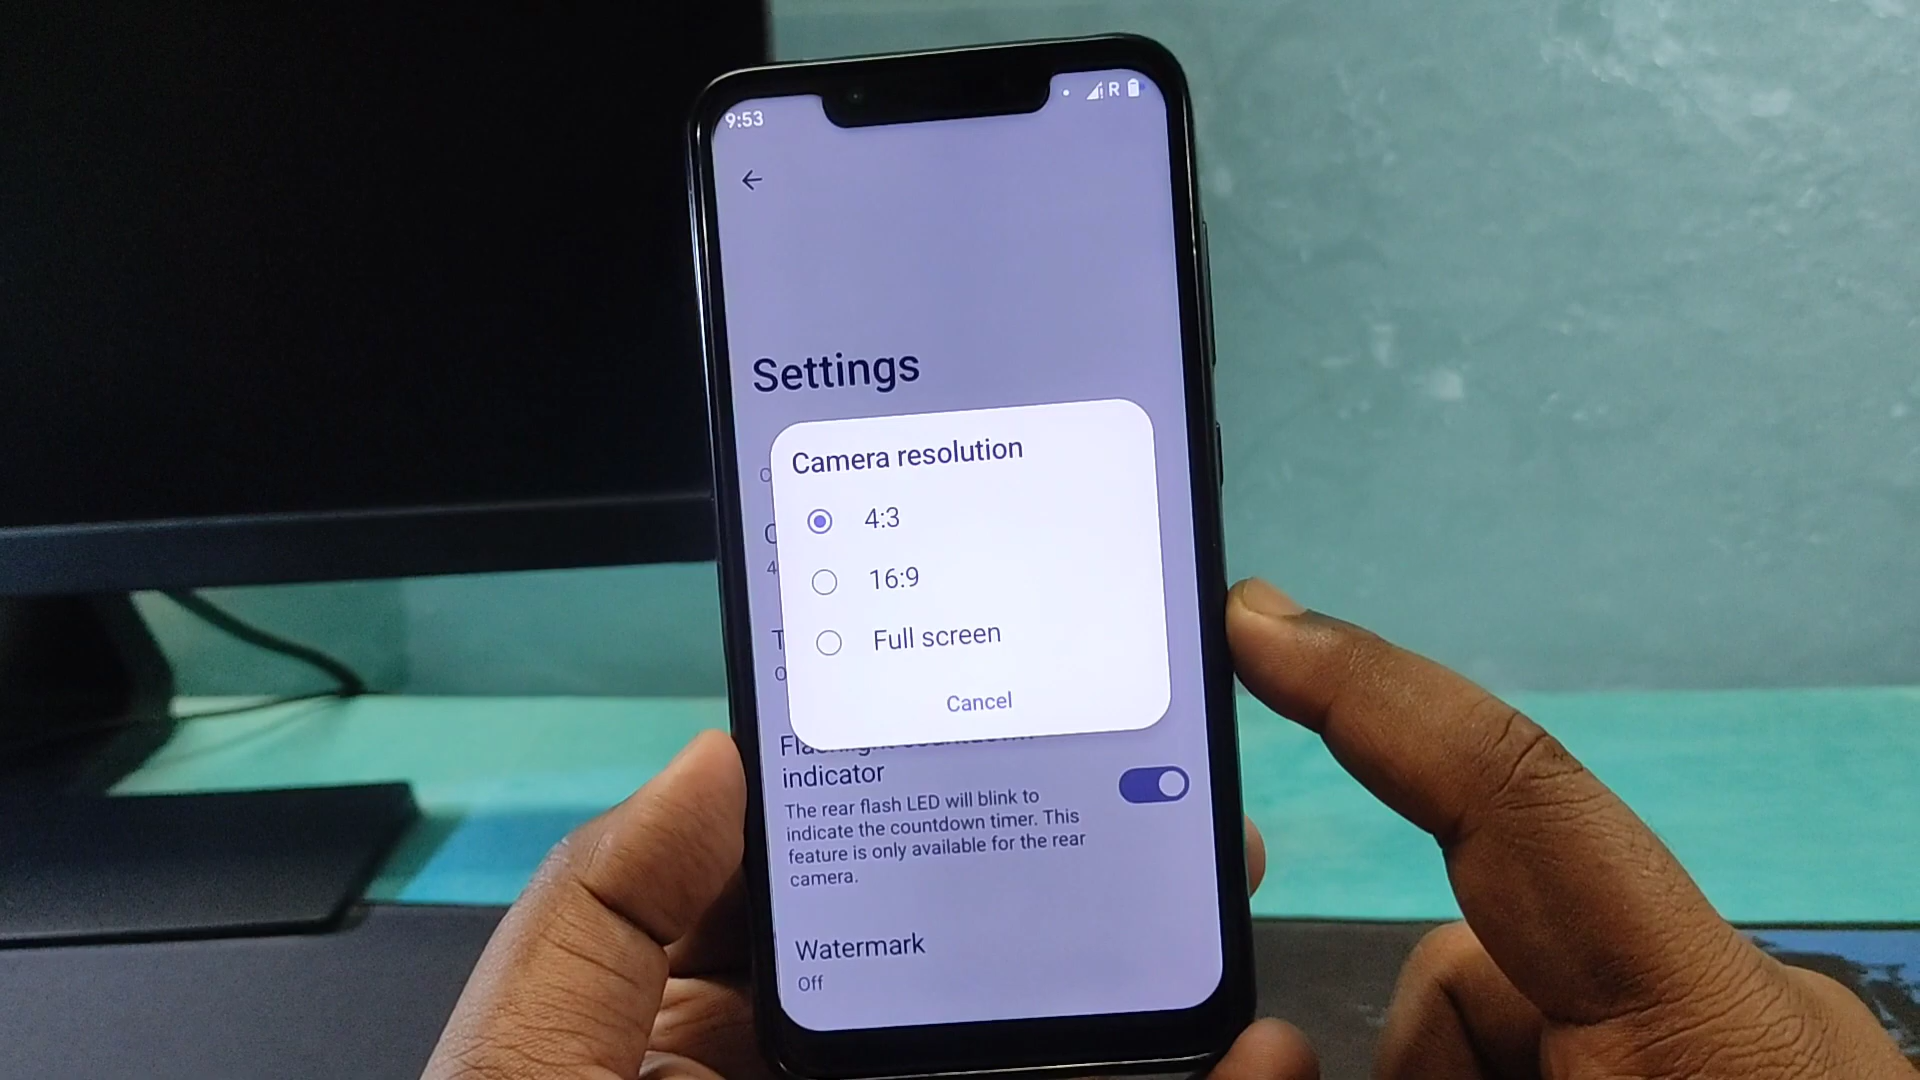 9:53
R
Settings
Camera resolution
4:3
16:9
Full screen
Cancel
indicator
The rear flash LED will blink to
indicate the countdown timer. This
feature is only available for the rear
camera.
Watermark
Off